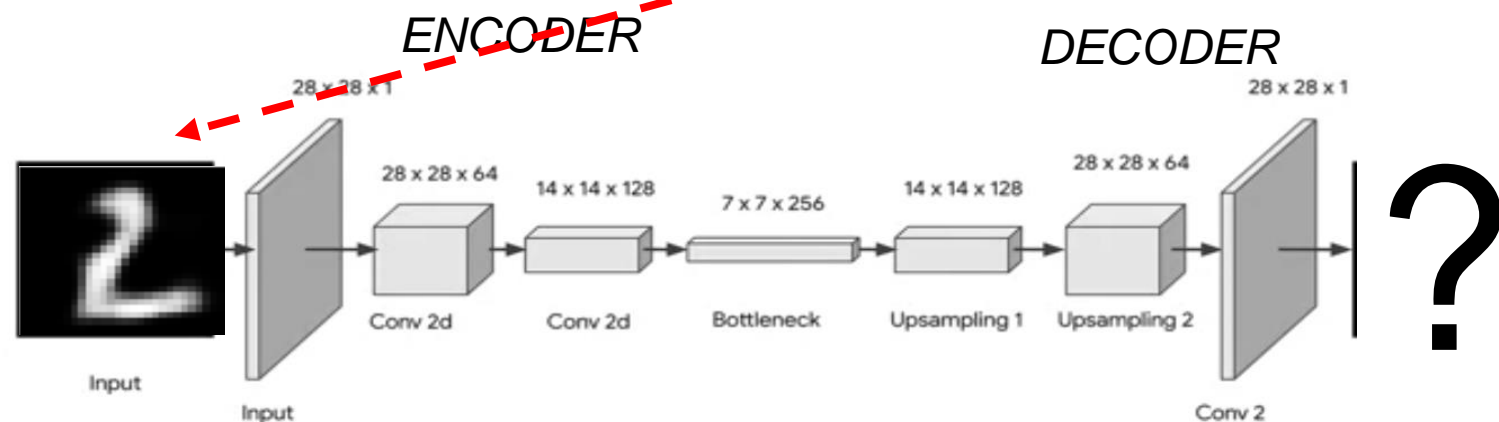 ENCODER
DECODER
28 x 28 x 1
28 x 28 x 1
28 x 28 x 64
14 x 14 x 128
7 x 7 x 256
14 x 14 x 128
28 x 28 x 64
?
Conv 2d
Conv 2d
Bottleneck
Upsampling 1
Upsampling 2
Input
Input
Conv 2